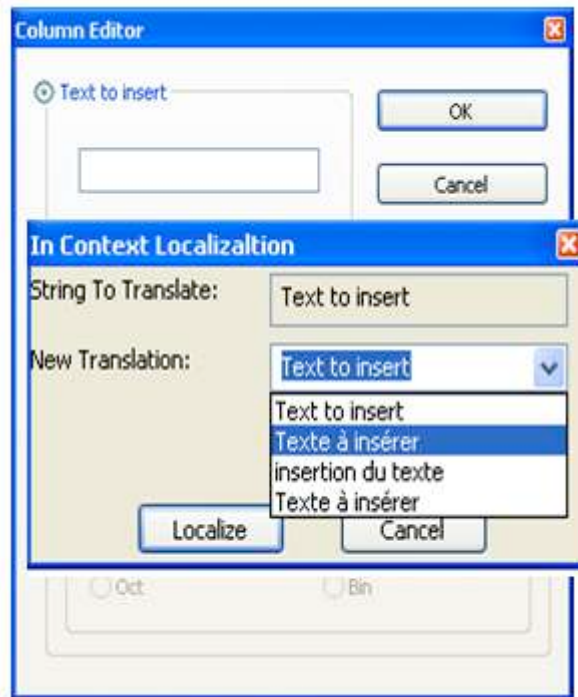 Column Editor
Text to insert
OK
Cancel
In Context Localizaltion
String To Translate:
Text to insert
New Translation:
Text to insert
Text to insert
Texte à insérer
insertion du texte
Texte à insérer
Localize
Cancel
Oct
Bin